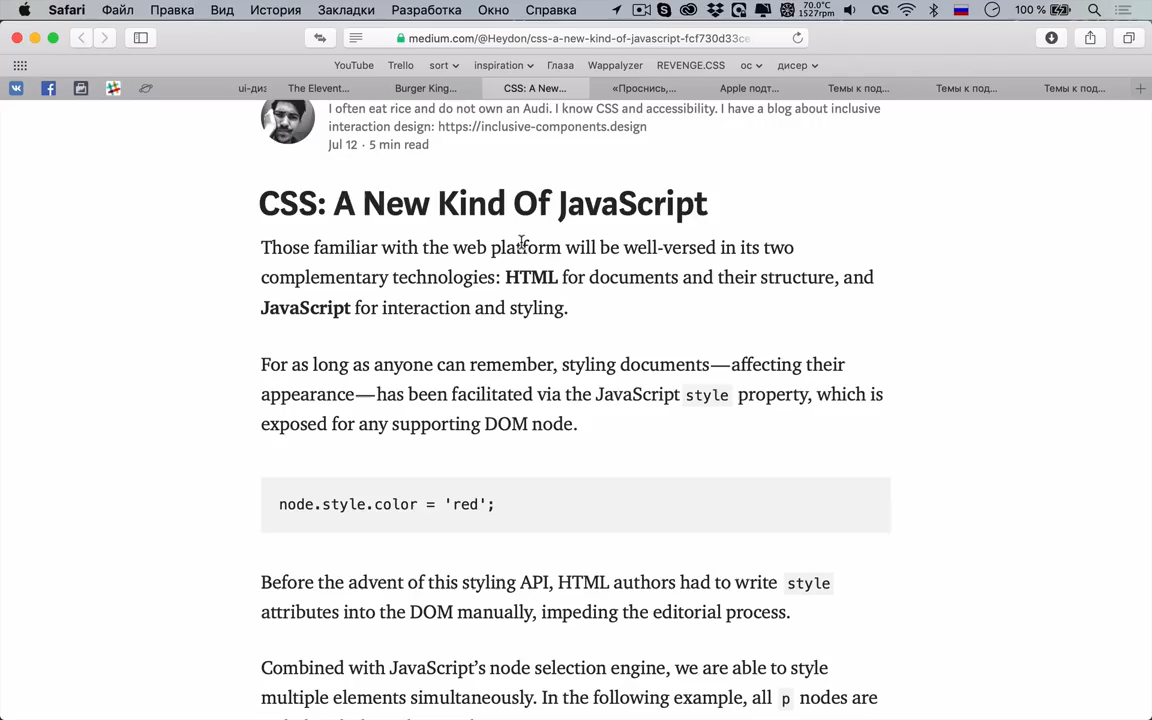 Safari Файл Правка Вид История Закладки Разработка Окно Справка 70.0°C 1527rpm 100 %
medium.com/@Heydon/css-a-new-kind-of-javascript-fcf730d33ce
YouTube Trello sort inspiration Глаза Wappalyzer REVENGE.CSS ос дисер
ui-диз The Elevent... Burger King... CSS: A New... «Проснись,... Apple подт... Темы к под... Темы к под... Темы к под...
I often eat rice and do not own an Audi. I know CSS and accessibility. I have a blog about inclusive
interaction design: https://inclusive-components.design
Jul 12 · 5 min read
CSS: A New Kind Of JavaScript
Those familiar with the web platform will be well-versed in its two
complementary technologies: HTML for documents and their structure, and
JavaScript for interaction and styling.
For as long as anyone can remember, styling documents—affecting their
appearance—has been facilitated via the JavaScript style property, which is
exposed for any supporting DOM node.
node.style.color = 'red';
Before the advent of this styling API, HTML authors had to write style
attributes into the DOM manually, impeding the editorial process.
Combined with JavaScript’s node selection engine, we are able to style
multiple elements simultaneously. In the following example, all p nodes are